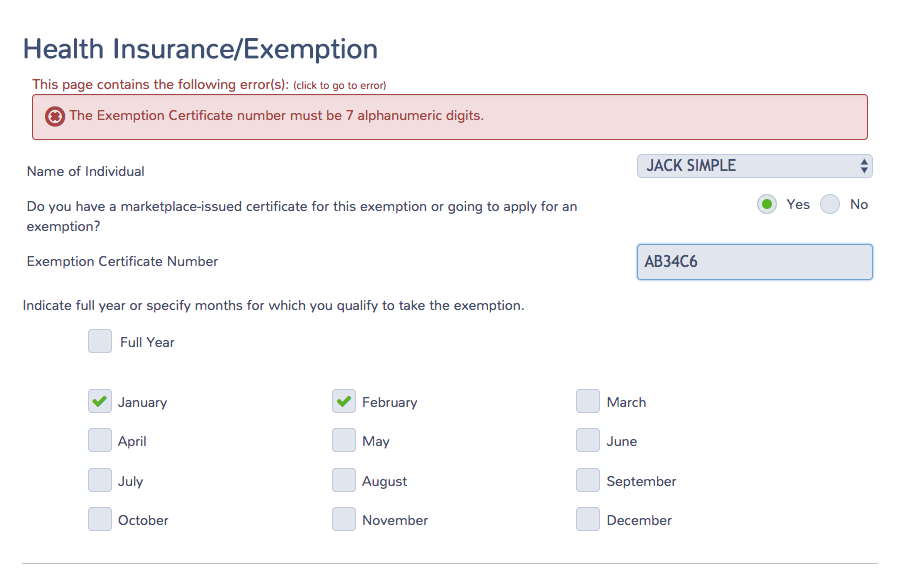 Health Insurance/Exemption
This page contains the following error(s): (click to go to error)
The Exemption Certificate number must be 7 alphanumeric digits.
Name of Individual JACK SIMPLE
Do you have a marketplace-issued certificate for this exemption or going to apply for an Yes No
exemption?
Exemption Certificate Number AB34C6
Indicate full year or specify months for which you qualify to take the exemption.
Full Year
January February March
April May June
July August September
October November December